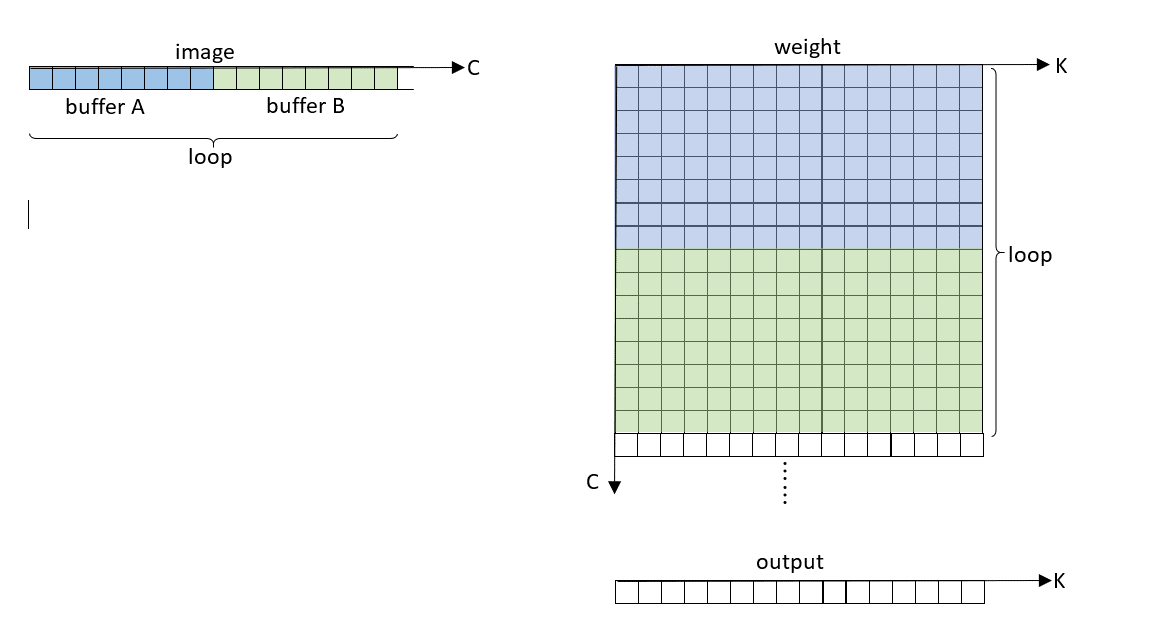 image
C
buffer A
buffer B
loop
weight
K
loop
C
output
K